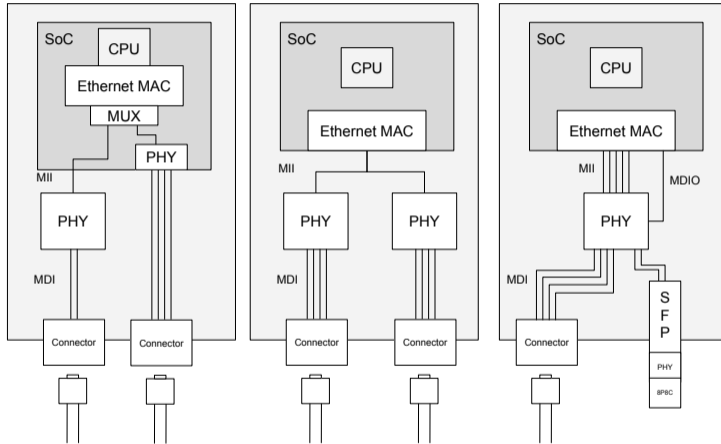 SoC
CPU
Ethernet MAC
MUX
PHY
MII
PHY
MDI
Connector
Connector
SoC
CPU
Ethernet MAC
MII
PHY
PHY
MDI
Connector
Connector
SoC
CPU
Ethernet MAC
MII
MDIO
PHY
MDI
S
F
P
Connector
PHY
8P8C